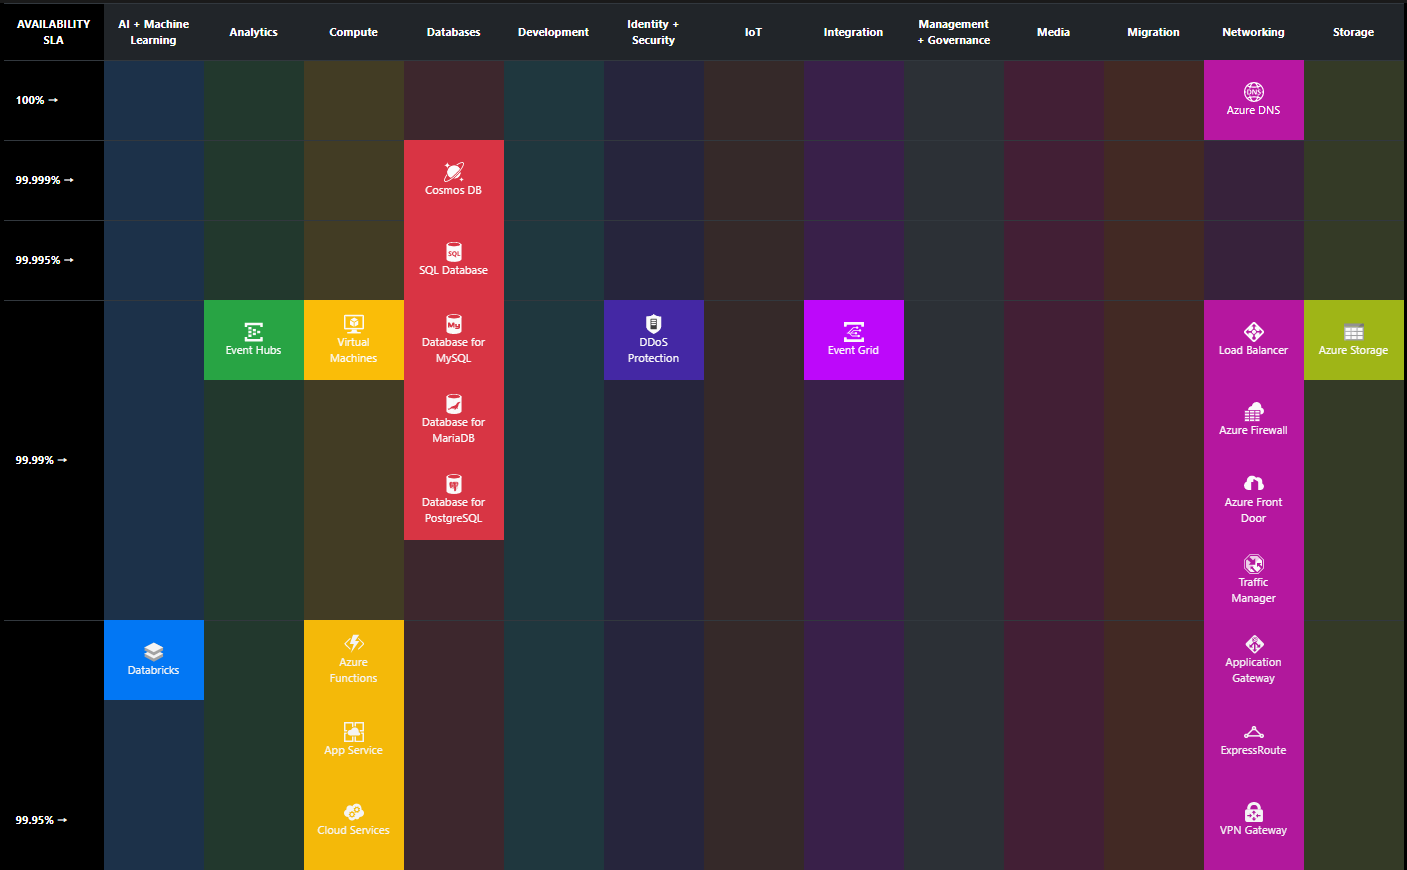 AVAILABILITY
SLA
AI + Machine
Learning
Analytics
Compute
Databases
Development
Identity +
Security
IoT
Integration
Management
+ Governance
Media
Migration
Networking
Storage
100% →
DNS
Azure DNS
99.999% →
Cosmos DB
99.995% →
SQL
SQL Database
Event Hubs
Virtual
Machines
My
Database for
MySQL
DDoS
Protection
Event Grid
Load Balancer
Azure Storage
Database for
MariaDB
Azure Firewall
99.99% →
Database for
PostgreSQL
Azure Front
Door
Traffic
Manager
Databricks
Azure
Functions
Application
Gateway
App Service
ExpressRoute
99.95% →
Cloud Services
VPN Gateway